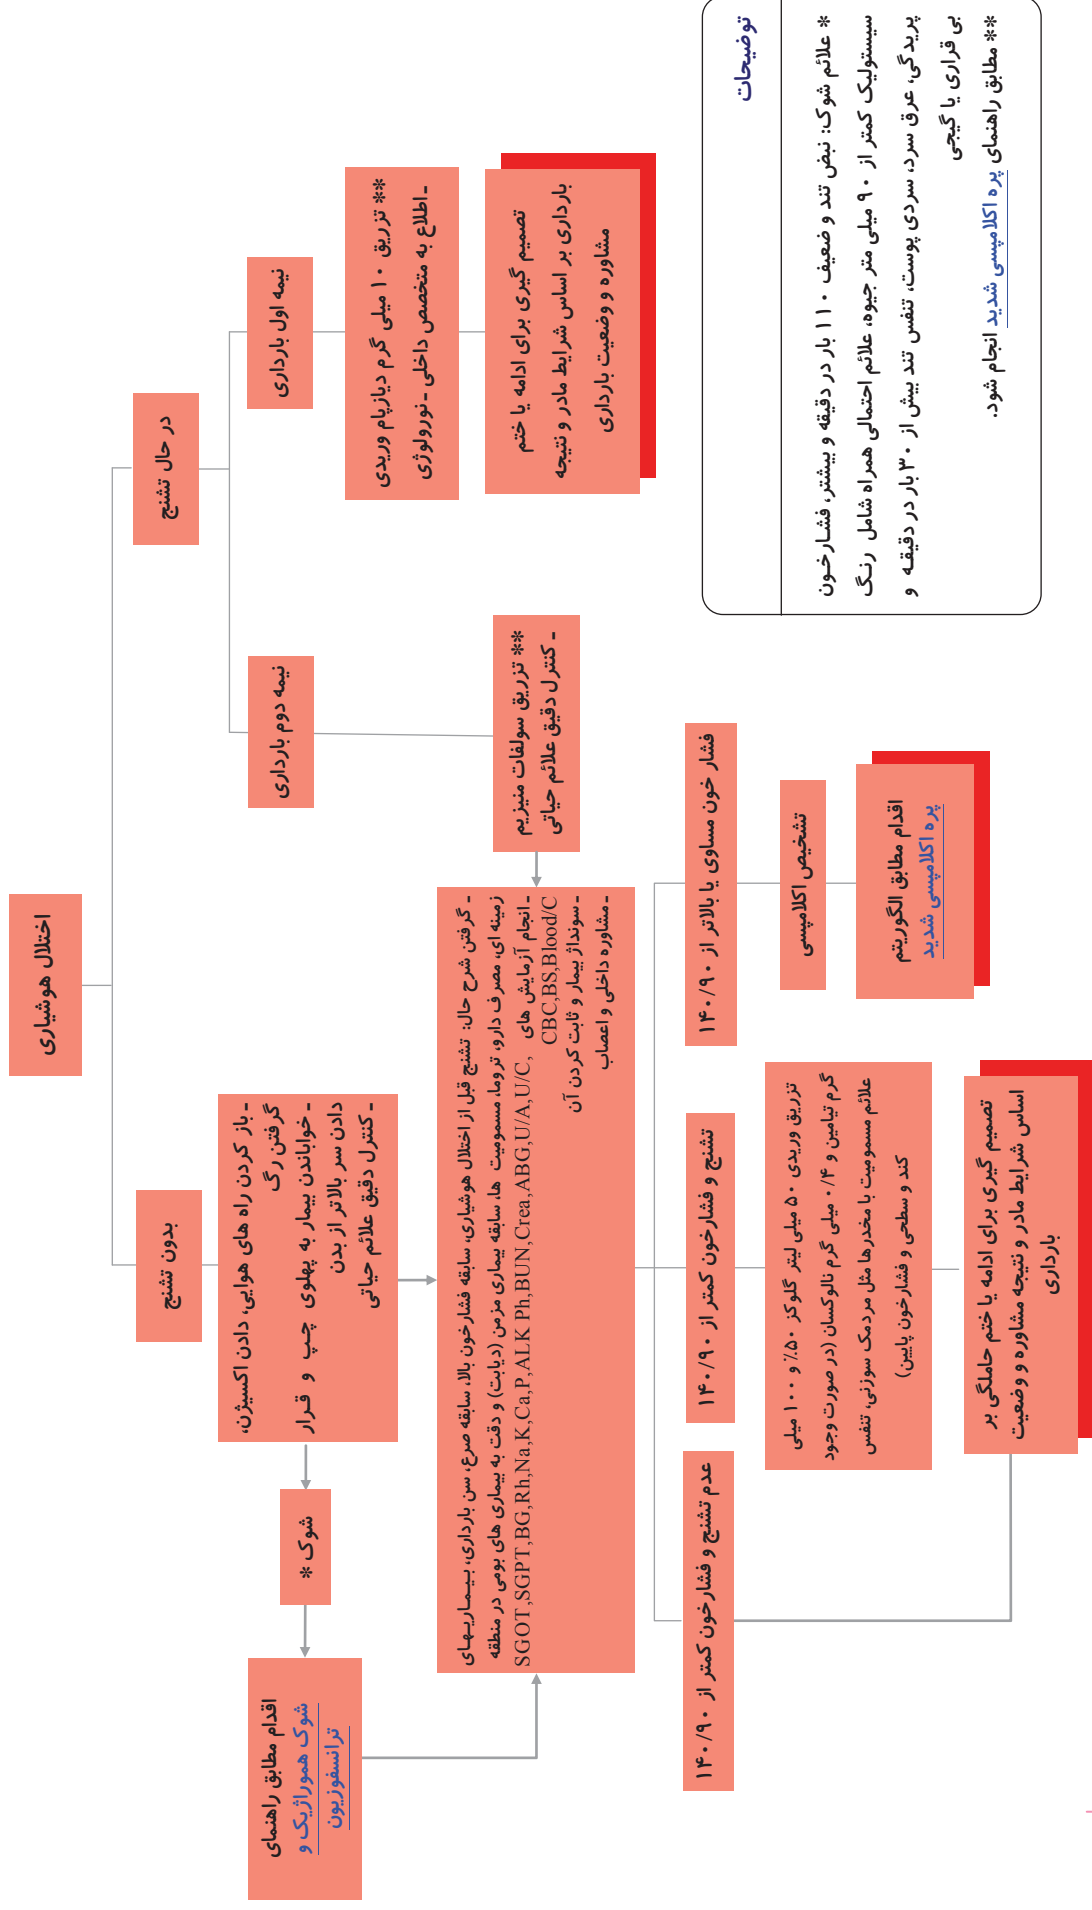 اختلال هوشیاری
در حال تشنج
بدون تشنج
نیمه اول بارداری
نیمه دوم بارداری
** تزریق ۱۰ میلی گرم دیازپام وریدی
ـ اطلاع به متخصص داخلی ـ نورولوژی
تصمیم گیری برای ادامه یا ختم
بارداری بر اساس شرایط مادر و نتیجه
مشاوره و وضعیت بارداری
** تزریق سولفات منیزیم
ـ کنترل دقیق علائم حیاتی
ـ باز کردن راه های هوایی، دادن اکسیژن،
گرفتن رگ
ـ خواباندن بیمار به پهلوی چپ و قرار
دادن سر بالاتر از بدن
ـ کنترل دقیق علائم حیاتی
شوک *
اقدام مطابق راهنمای
شوک هموراژیک و
ترانسفوزیون
ـ گرفتن شرح حال: تشنج قبل از اختلال هوشیاری، سابقه فشارخون بالا، سابقه صرع، سن بارداری، بیـمـاریـهـای
زمینه ای، مصرف دارو، تروما، مسمومیت ها، سابقه بیماری مزمن (دیابت) و دقت به بیماری های بومی در منطقه
ـ انجام آزمایش های SGOT,SGPT,BG,Rh,Na,K,Ca,P,ALK Ph,BUN,Crea,ABG,U/A,U/C,
CBC,BS,Blood/C
ـ سونداژ بیمار و ثابت کردن آن
ـ مشاوره داخلی و اعصاب
فشار خون مساوی یا بالاتر از ۱۴۰/۹۰
تشخیص اکلامپسی
اقدام مطابق الگوریتم
پره اکلامپسی شدید
تشنج و فشارخون کمتر از ۱۴۰/۹۰
تزریق وریدی ۵۰ میلی لیتر گلوکز ۵۰٪ و ۱۰۰ میلی
گرم تیامین و ۰/۴ میلی گرم نالوکسان (در صورت وجود
علائم مسمومیت با مخدرها مثل مردمک سوزنی، تنفس
کند و سطحی و فشارخون پایین)
عدم تشنج و فشارخون کمتر از ۱۴۰/۹۰
تصمیم گیری برای ادامه یا ختم حاملگی بر
اساس شرایط مادر و نتیجه مشاوره و وضعیت
بارداری
توضیحات
* علائم شوک: نبض تند و ضعیف ۱۱۰ بار در دقیقه و بیشتر، فشـارخـون
سیستولیک کمتر از ۹۰ میلی متر جیوه، علائم احتمالی همراه شامل رنـگ
پریدگی، عرق سرد، سردی پوست، تنفس تند بیش از ۳۰ بار در دقیقـه و
بی قراری یا گیجی
** مطابق راهنمای پره اکلامپسی شدید انجام شود.